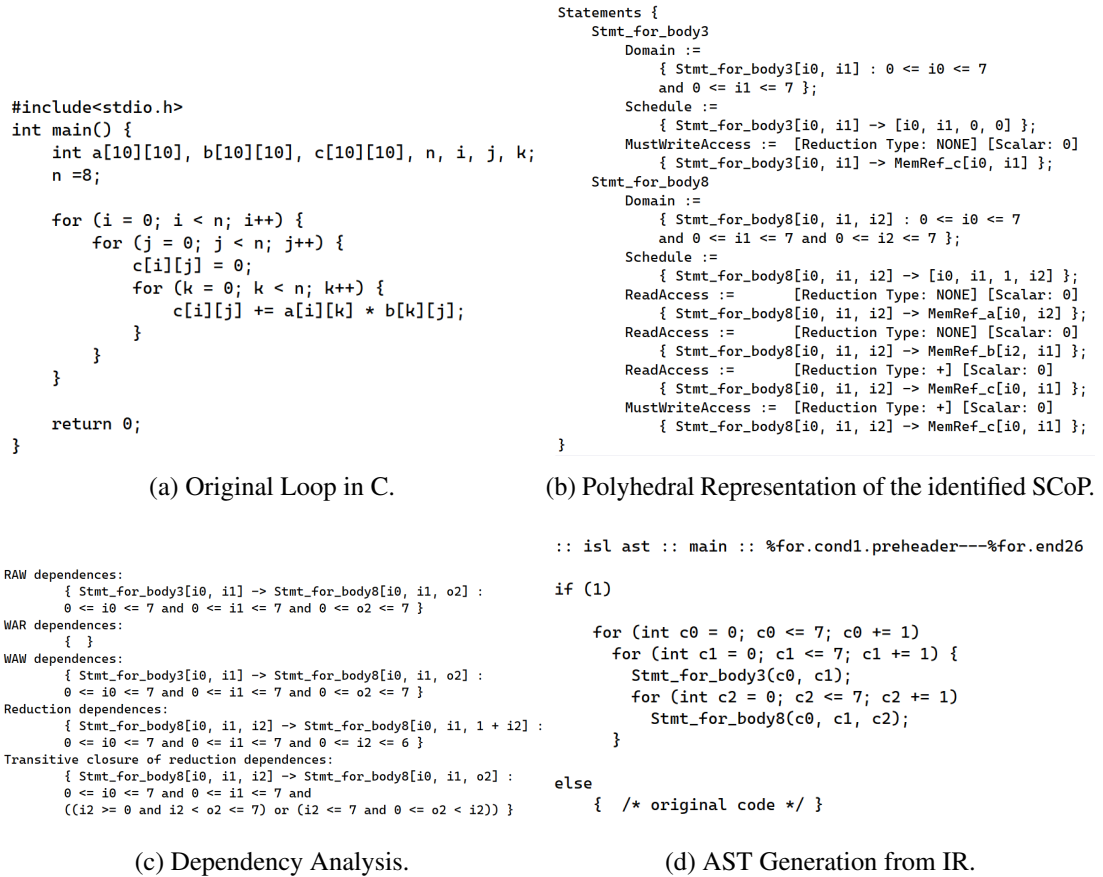 #include<stdio.h>
int main() {
    int a[10][10], b[10][10], c[10][10], n, i, j, k;
    n =8;

    for (i = 0; i < n; i++) {
        for (j = 0; j < n; j++) {
            c[i][j] = 0;
            for (k = 0; k < n; k++) {
                c[i][j] += a[i][k] * b[k][j];
            }
        }
    }

    return 0;
}
(a) Original Loop in C.
Statements {
    Stmt_for_body3
        Domain :=
            { Stmt_for_body3[i0, i1] : 0 <= i0 <= 7
            and 0 <= i1 <= 7 };
        Schedule :=
            { Stmt_for_body3[i0, i1] -> [i0, i1, 0, 0] };
        MustWriteAccess :=  [Reduction Type: NONE] [Scalar: 0]
            { Stmt_for_body3[i0, i1] -> MemRef_c[i0, i1] };
    Stmt_for_body8
        Domain :=
            { Stmt_for_body8[i0, i1, i2] : 0 <= i0 <= 7
            and 0 <= i1 <= 7 and 0 <= i2 <= 7 };
        Schedule :=
            { Stmt_for_body8[i0, i1, i2] -> [i0, i1, 1, i2] };
        ReadAccess :=       [Reduction Type: NONE] [Scalar: 0]
            { Stmt_for_body8[i0, i1, i2] -> MemRef_a[i0, i2] };
        ReadAccess :=       [Reduction Type: NONE] [Scalar: 0]
            { Stmt_for_body8[i0, i1, i2] -> MemRef_b[i2, i1] };
        ReadAccess :=       [Reduction Type: +] [Scalar: 0]
            { Stmt_for_body8[i0, i1, i2] -> MemRef_c[i0, i1] };
        MustWriteAccess :=  [Reduction Type: +] [Scalar: 0]
            { Stmt_for_body8[i0, i1, i2] -> MemRef_c[i0, i1] };
}
(b) Polyhedral Representation of the identified SCoP.
RAW dependences:
        { Stmt_for_body3[i0, i1] -> Stmt_for_body8[i0, i1, o2] :
        0 <= i0 <= 7 and 0 <= i1 <= 7 and 0 <= o2 <= 7 }
WAR dependences:
        {  }
WAW dependences:
        { Stmt_for_body3[i0, i1] -> Stmt_for_body8[i0, i1, o2] :
        0 <= i0 <= 7 and 0 <= i1 <= 7 and 0 <= o2 <= 7 }
Reduction dependences:
        { Stmt_for_body8[i0, i1, i2] -> Stmt_for_body8[i0, i1, 1 + i2] :
        0 <= i0 <= 7 and 0 <= i1 <= 7 and 0 <= i2 <= 6 }
Transitive closure of reduction dependences:
        { Stmt_for_body8[i0, i1, i2] -> Stmt_for_body8[i0, i1, o2] :
        0 <= i0 <= 7 and 0 <= i1 <= 7 and
        ((i2 >= 0 and i2 < o2 <= 7) or (i2 <= 7 and 0 <= o2 < i2)) }
(c) Dependency Analysis.
:: isl ast :: main :: %for.cond1.preheader---%for.end26

if (1)

    for (int c0 = 0; c0 <= 7; c0 += 1)
      for (int c1 = 0; c1 <= 7; c1 += 1) {
        Stmt_for_body3(c0, c1);
        for (int c2 = 0; c2 <= 7; c2 += 1)
          Stmt_for_body8(c0, c1, c2);
      }

else
    {  /* original code */ }
(d) AST Generation from IR.